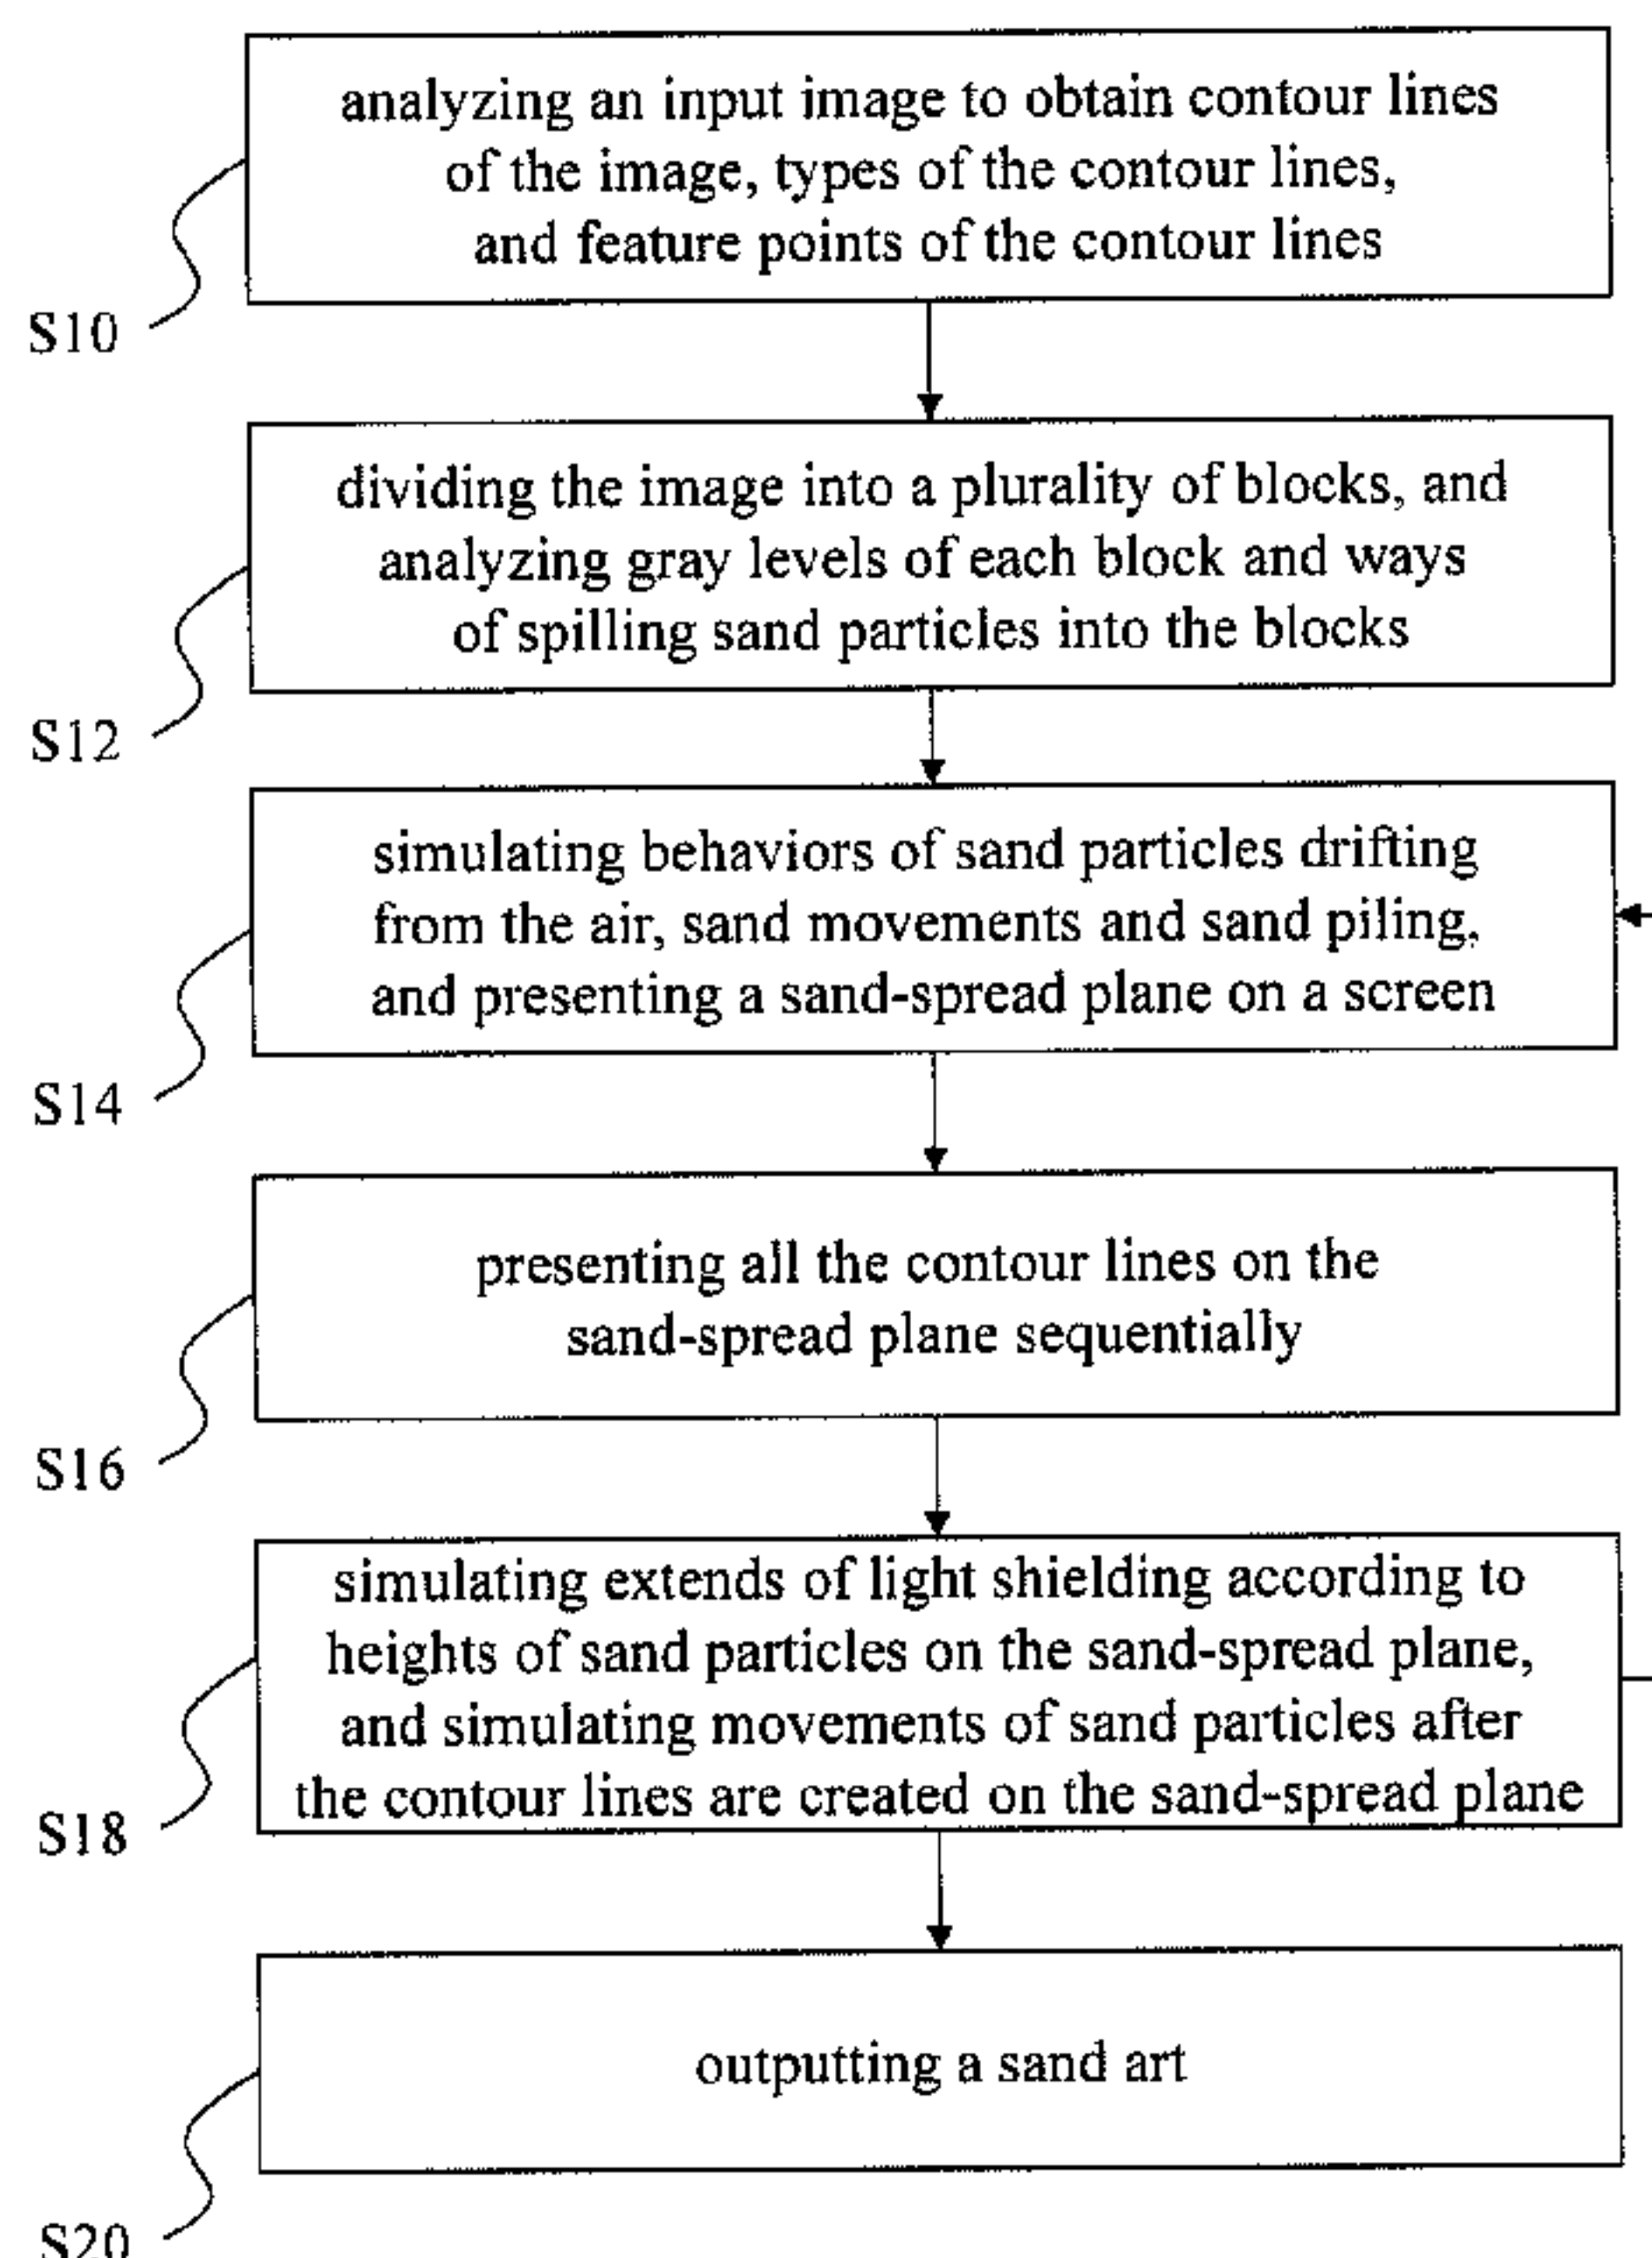 analyzing an input image to obtain contour lines
of the image, types of the contour lines,
and feature points of the contour lines
S10
dividing the image into a plurality of blocks, and
analyzing gray levels of each block and ways
of spilling sand particles into the blocks
S12
simulating behaviors of sand particles drifting
from the air, sand movements and sand piling,
and presenting a sand-spread plane on a screen
S14
presenting all the contour lines on the
sand-spread plane sequentially
S16
simulating extends of light shielding according to
heights of sand particles on the sand-spread plane,
and simulating movements of sand particles after
the contour lines are created on the sand-spread plane
S18
outputting a sand art
S20